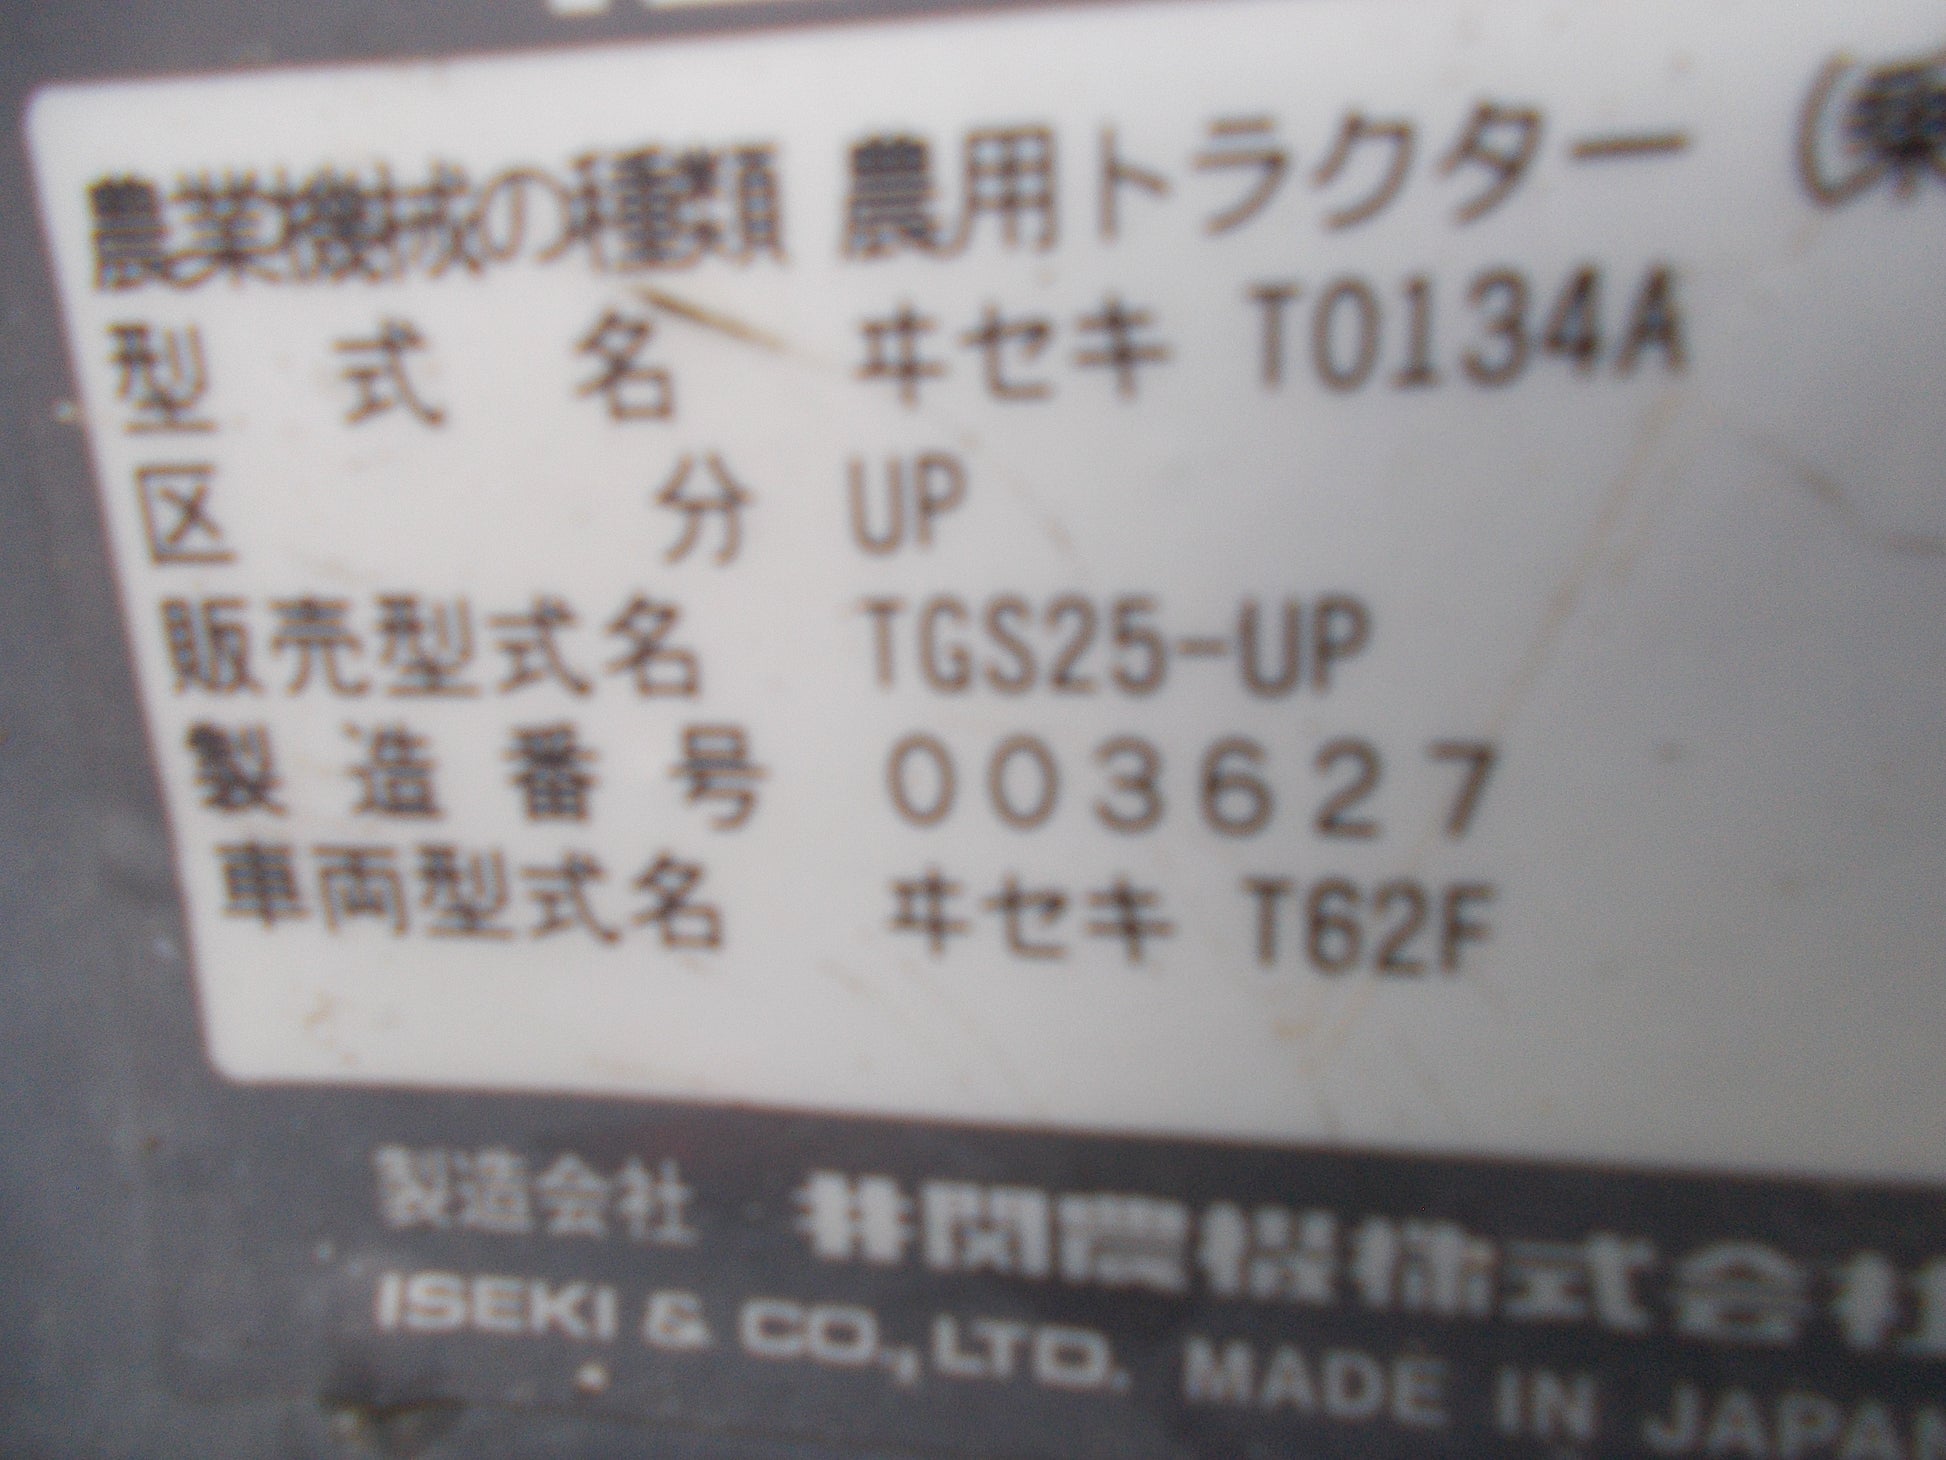 農業機械の種類 農用トラクター (乗
型式名 ヰセキ T0134A
区分 UP
販売型式名 TGS25-UP
製造番号 003627
車両型式名 ヰセキ T62F
製造会社 井関農機株式会社
ISEKI & CO., LTD. MADE IN JAPAN